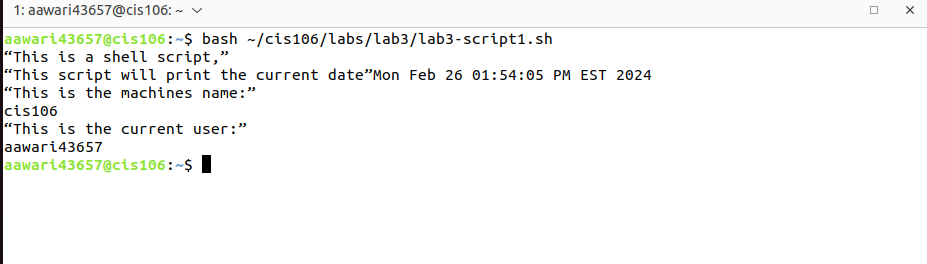 1: aawari43657@cis106: ~
aawari43657@cis106:~$ bash ~/cis106/labs/lab3/lab3-script1.sh
“This is a shell script,”
“This script will print the current date”Mon Feb 26 01:54:05 PM EST 2024
“This is the machines name:”
cis106
“This is the current user:”
aawari43657
aawari43657@cis106:~$